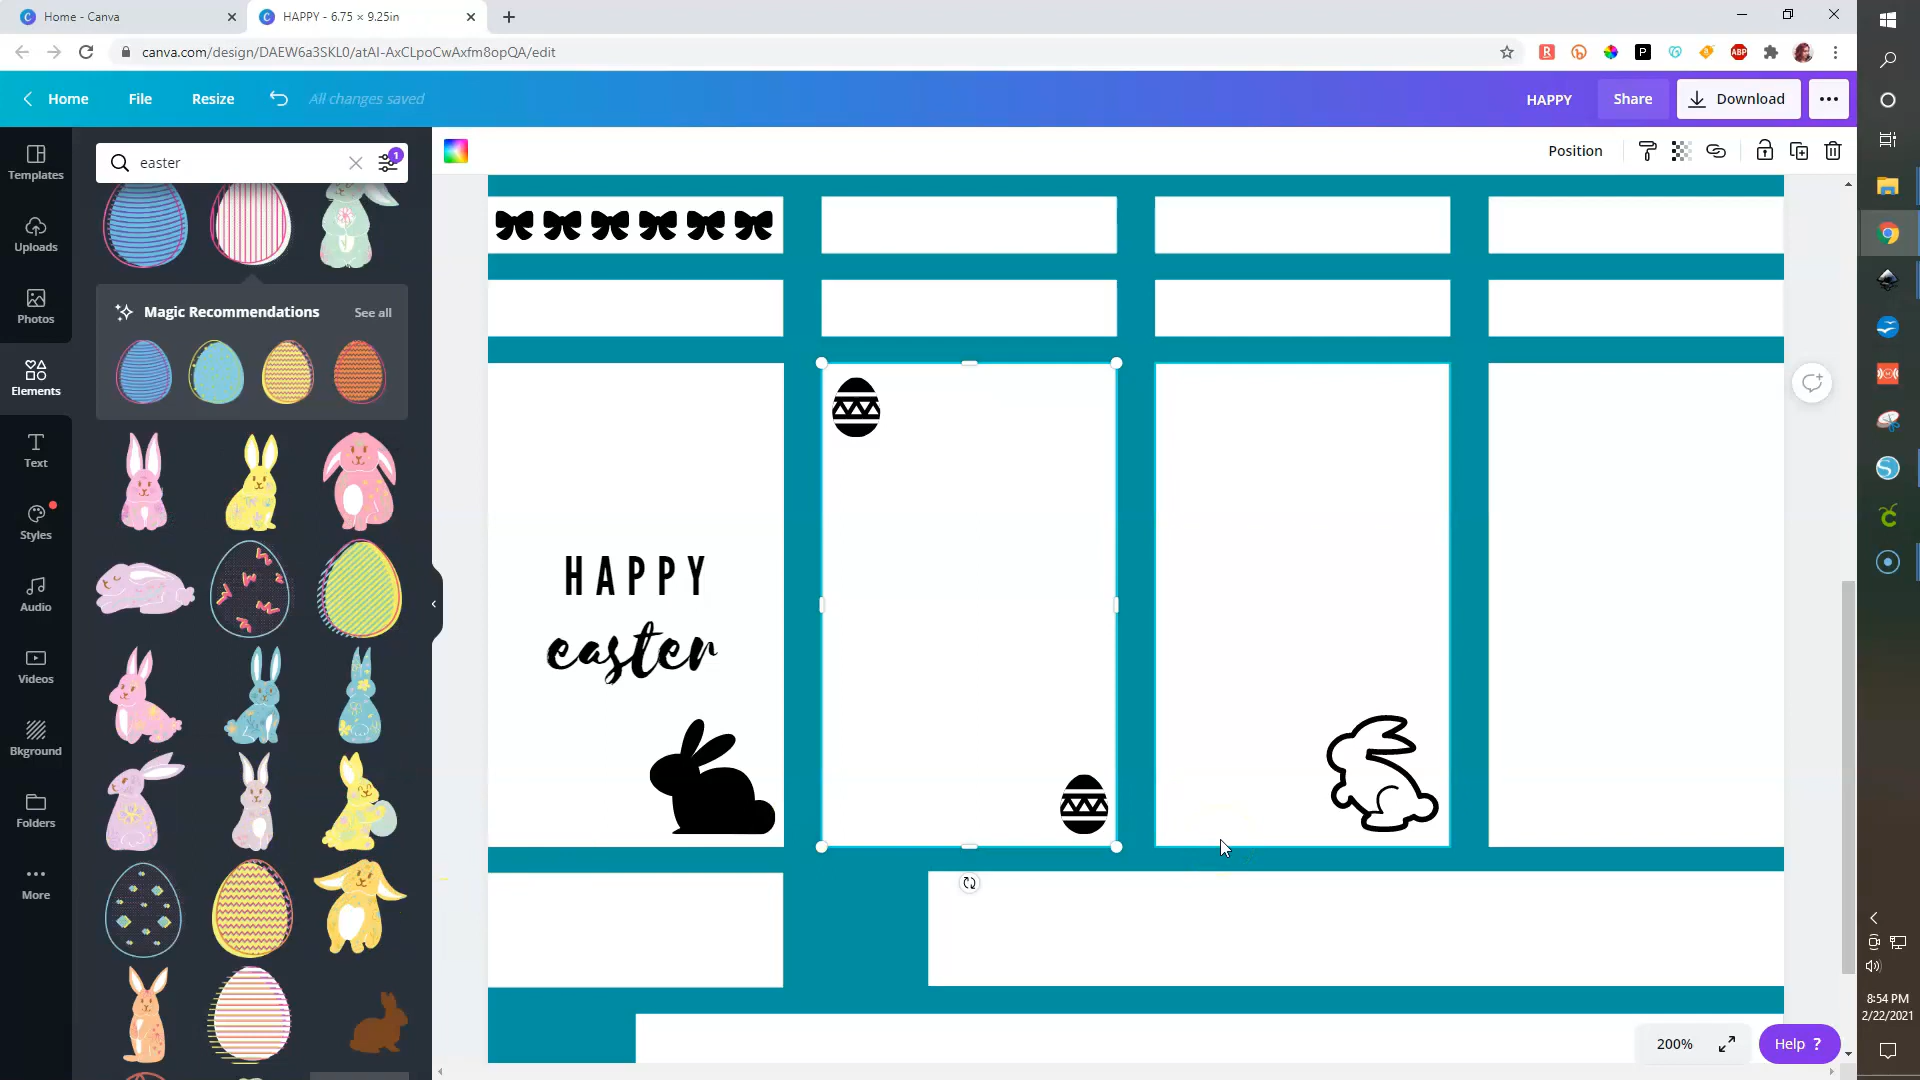 Home - Canva
HAPPY - 6.75 × 9.25in
canva.com/design/DAEW6a3SKL0/atAI-AxCLpoCwAxfm8opQA/edit
Home
File
Resize
All changes saved
HAPPY
Share
Download
easter
1
Position
Templates
Uploads
Photos
Elements
Text
Styles
Audio
Videos
Bkground
Folders
More
Magic Recommendations
See all
HAPPY
easter
200%
Help ?
ABP
R
P
8:54 PM
2/22/2021